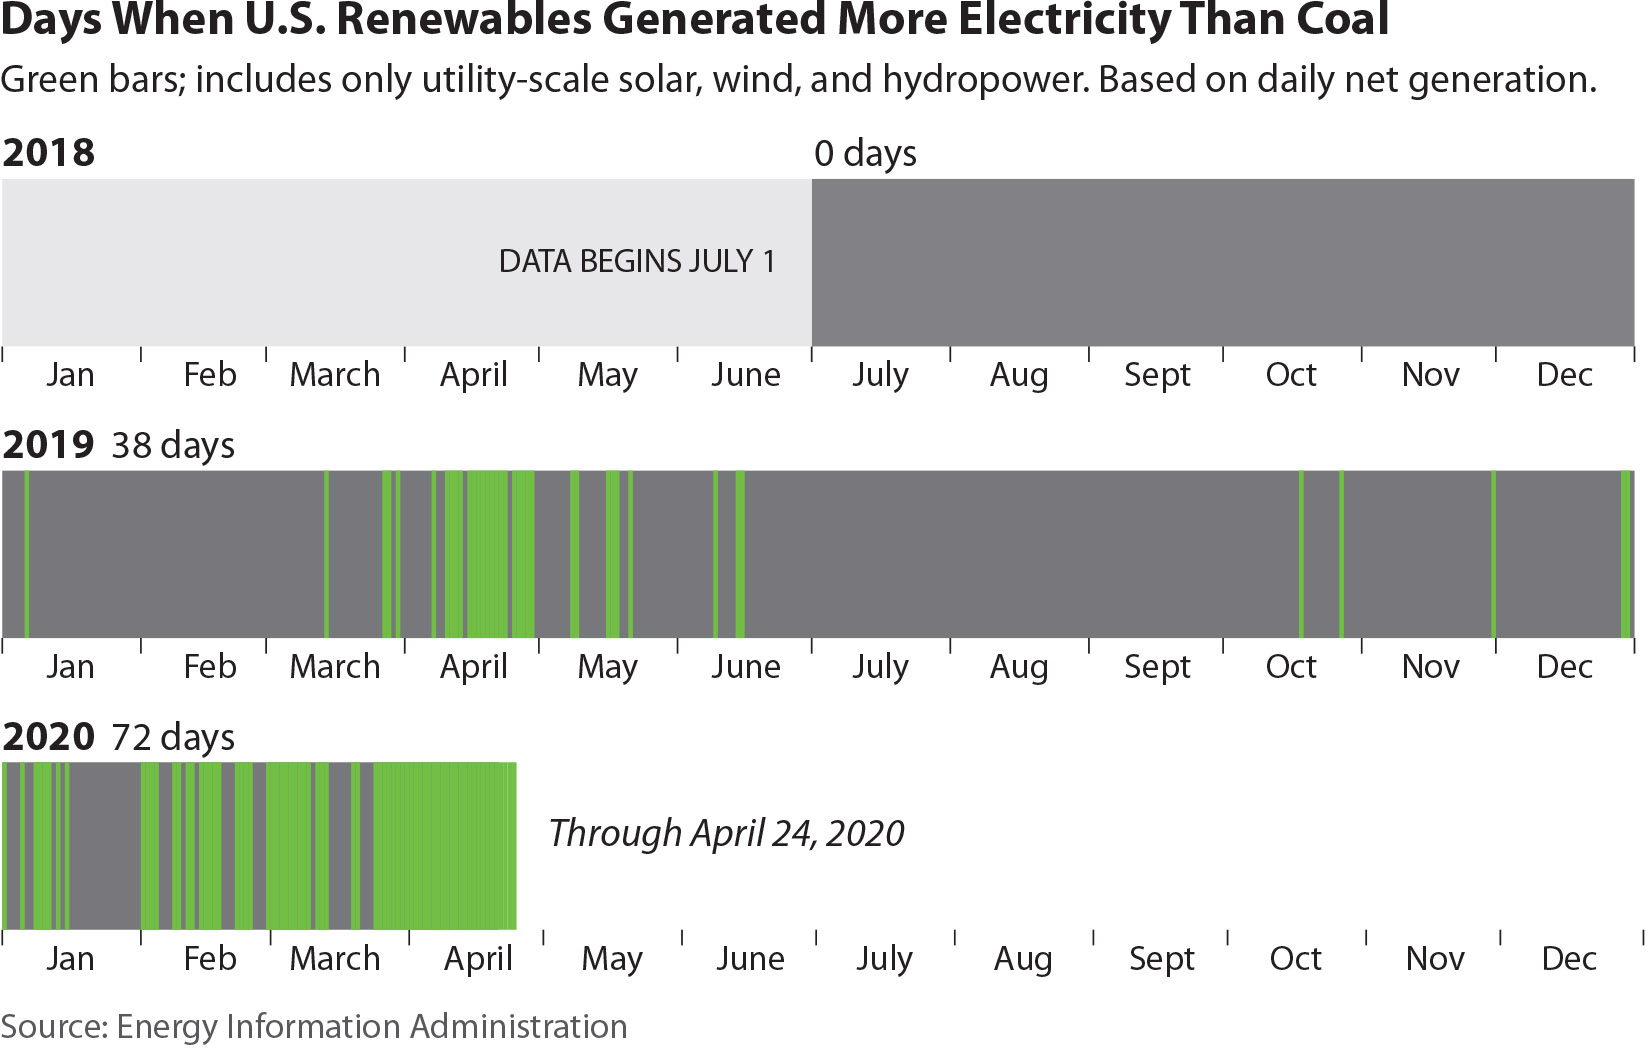 Days When U.S. Renewables Generated More Electricity Than Coal
Green bars; includes only utility-scale solar, wind, and hydropower. Based on daily net generation.
2018 0 days
DATA BEGINS JULY 1
Jan Feb March April May June July Aug Sept Oct Nov Dec
2019 38 days
Jan Feb March April May June July Aug Sept Oct Nov Dec
2020 72 days
Through April 24, 2020
Jan Feb March April May June July Aug Sept Oct Nov Dec
Source: Energy Information Administration